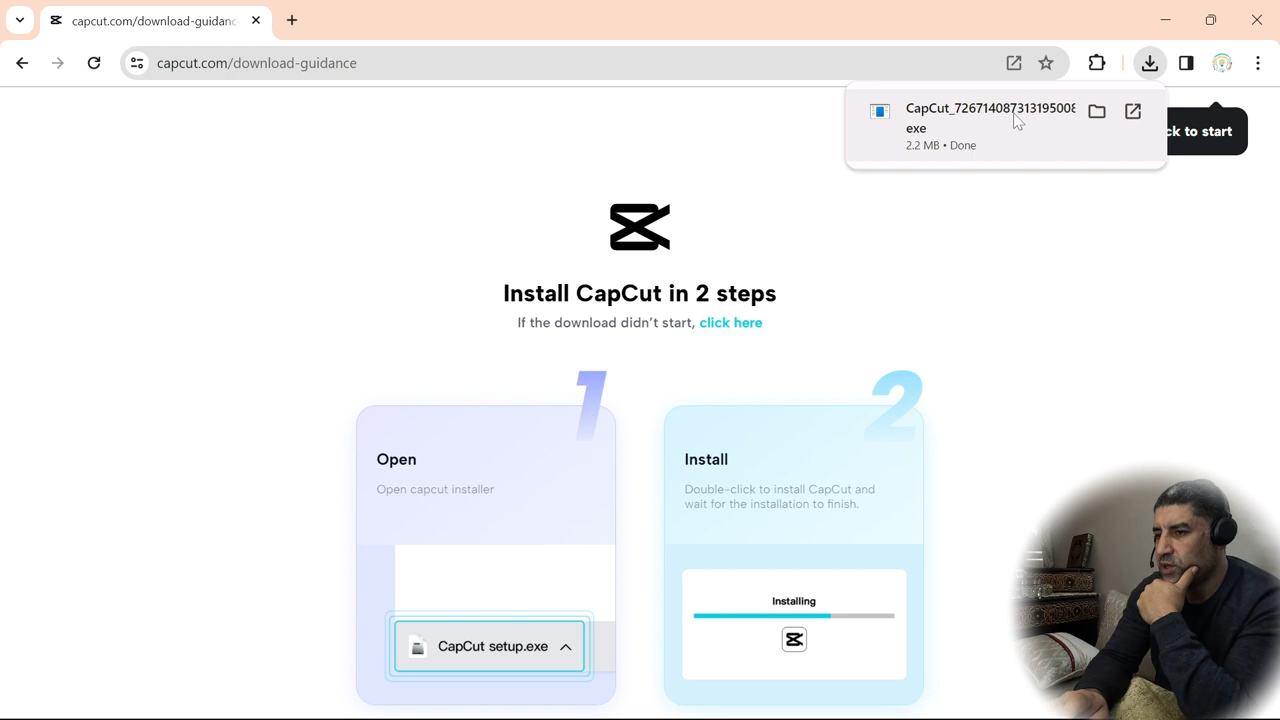 capcut.com/download-guidanc
capcut.com/download-guidance
CapCut_726714087313195008
exe
2.2 MB • Done
ck to start
Install CapCut in 2 steps
If the download didn't start, click here
1
2
Open
Open capcut installer
Install
Double-click to install CapCut and
wait for the installation to finish.
CapCut setup.exe
Installing